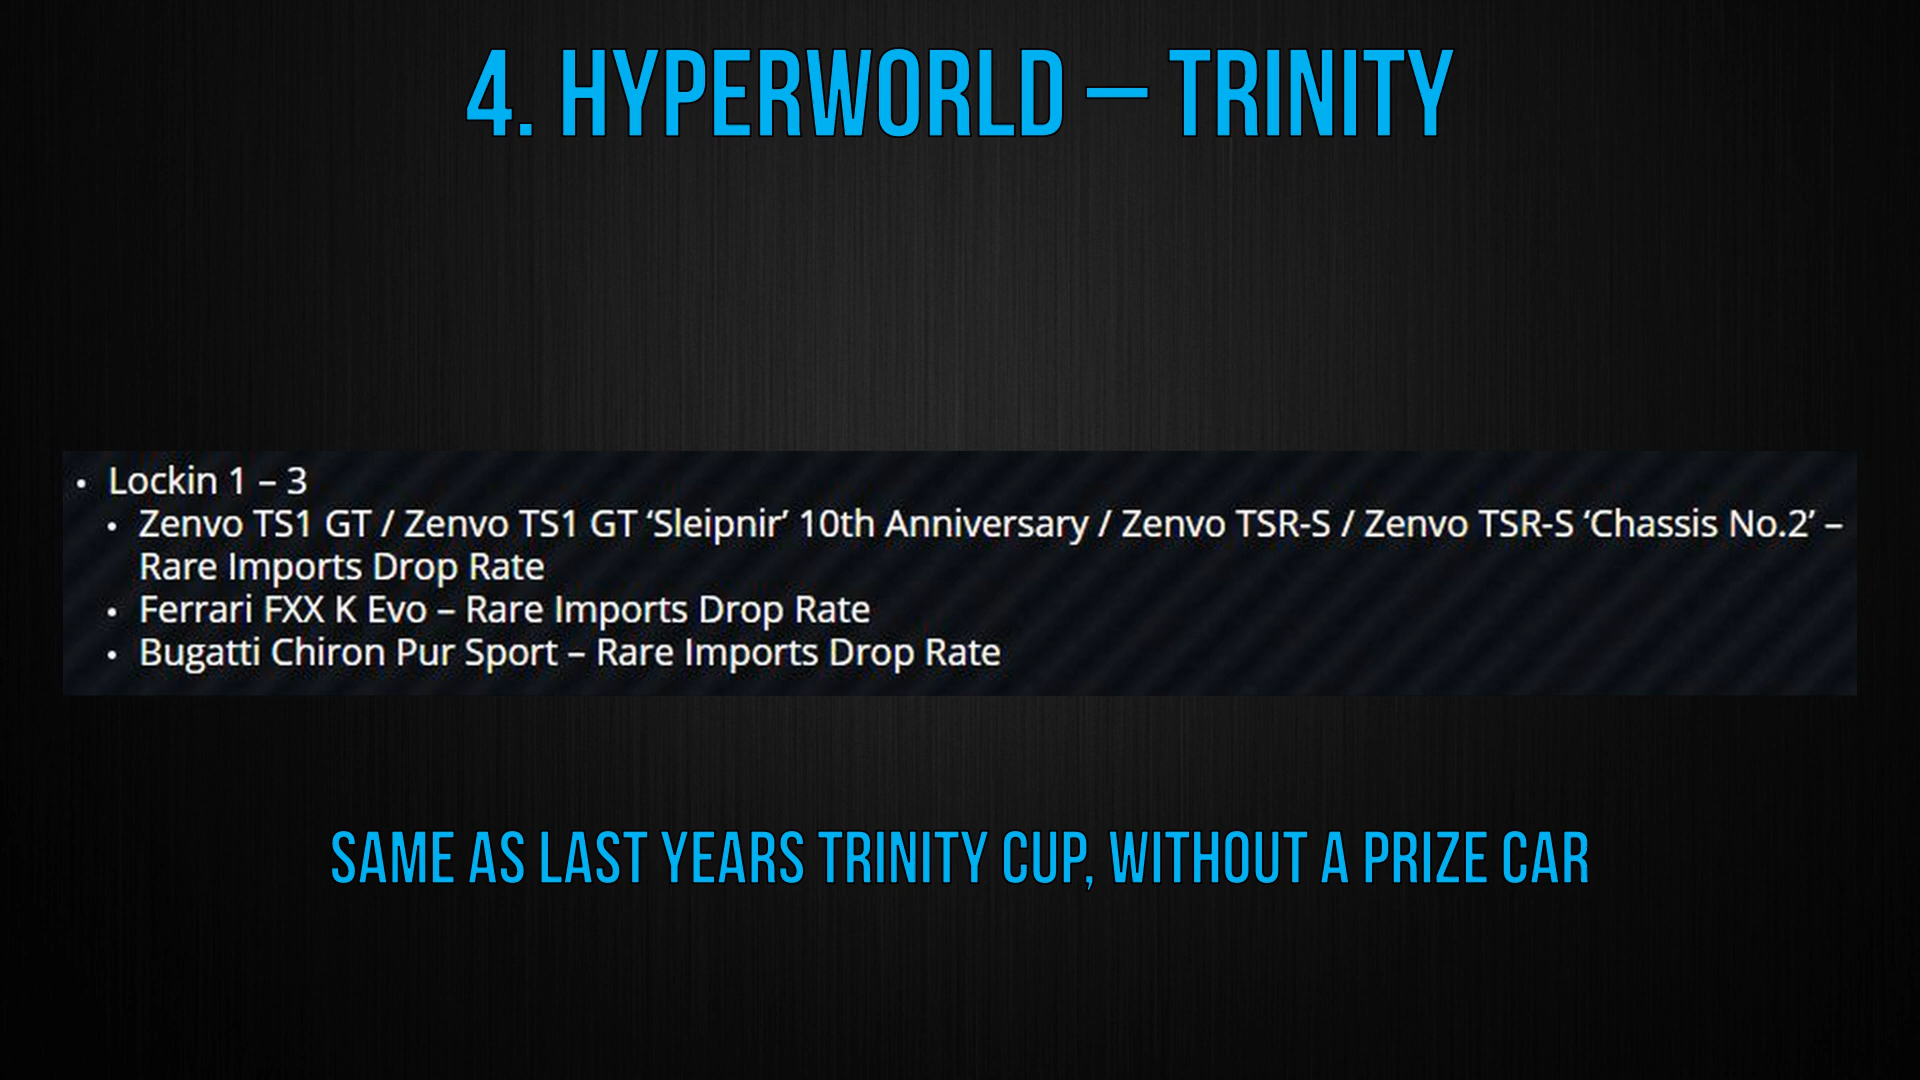 4. HYPERWORLD – TRINITY
• Lockin 1 – 3
• Zenvo TS1 GT / Zenvo TS1 GT ‘Sleipnir’ 10th Anniversary / Zenvo TSR-S / Zenvo TSR-S ‘Chassis No.2’ –
Rare Imports Drop Rate
• Ferrari FXX K Evo – Rare Imports Drop Rate
• Bugatti Chiron Pur Sport – Rare Imports Drop Rate
SAME AS LAST YEARS TRINITY CUP, WITHOUT A PRIZE CAR